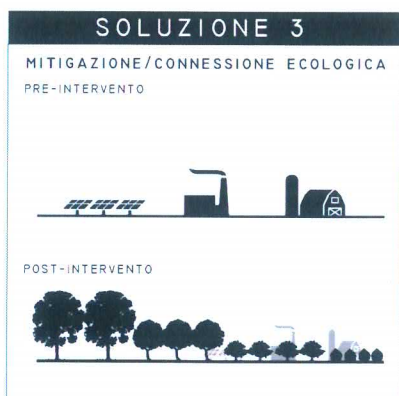 SOLUZIONE 3
MITIGAZIONE/CONNESSIONE ECOLOGICA
PRE-INTERVENTO
POST-INTERVENTO